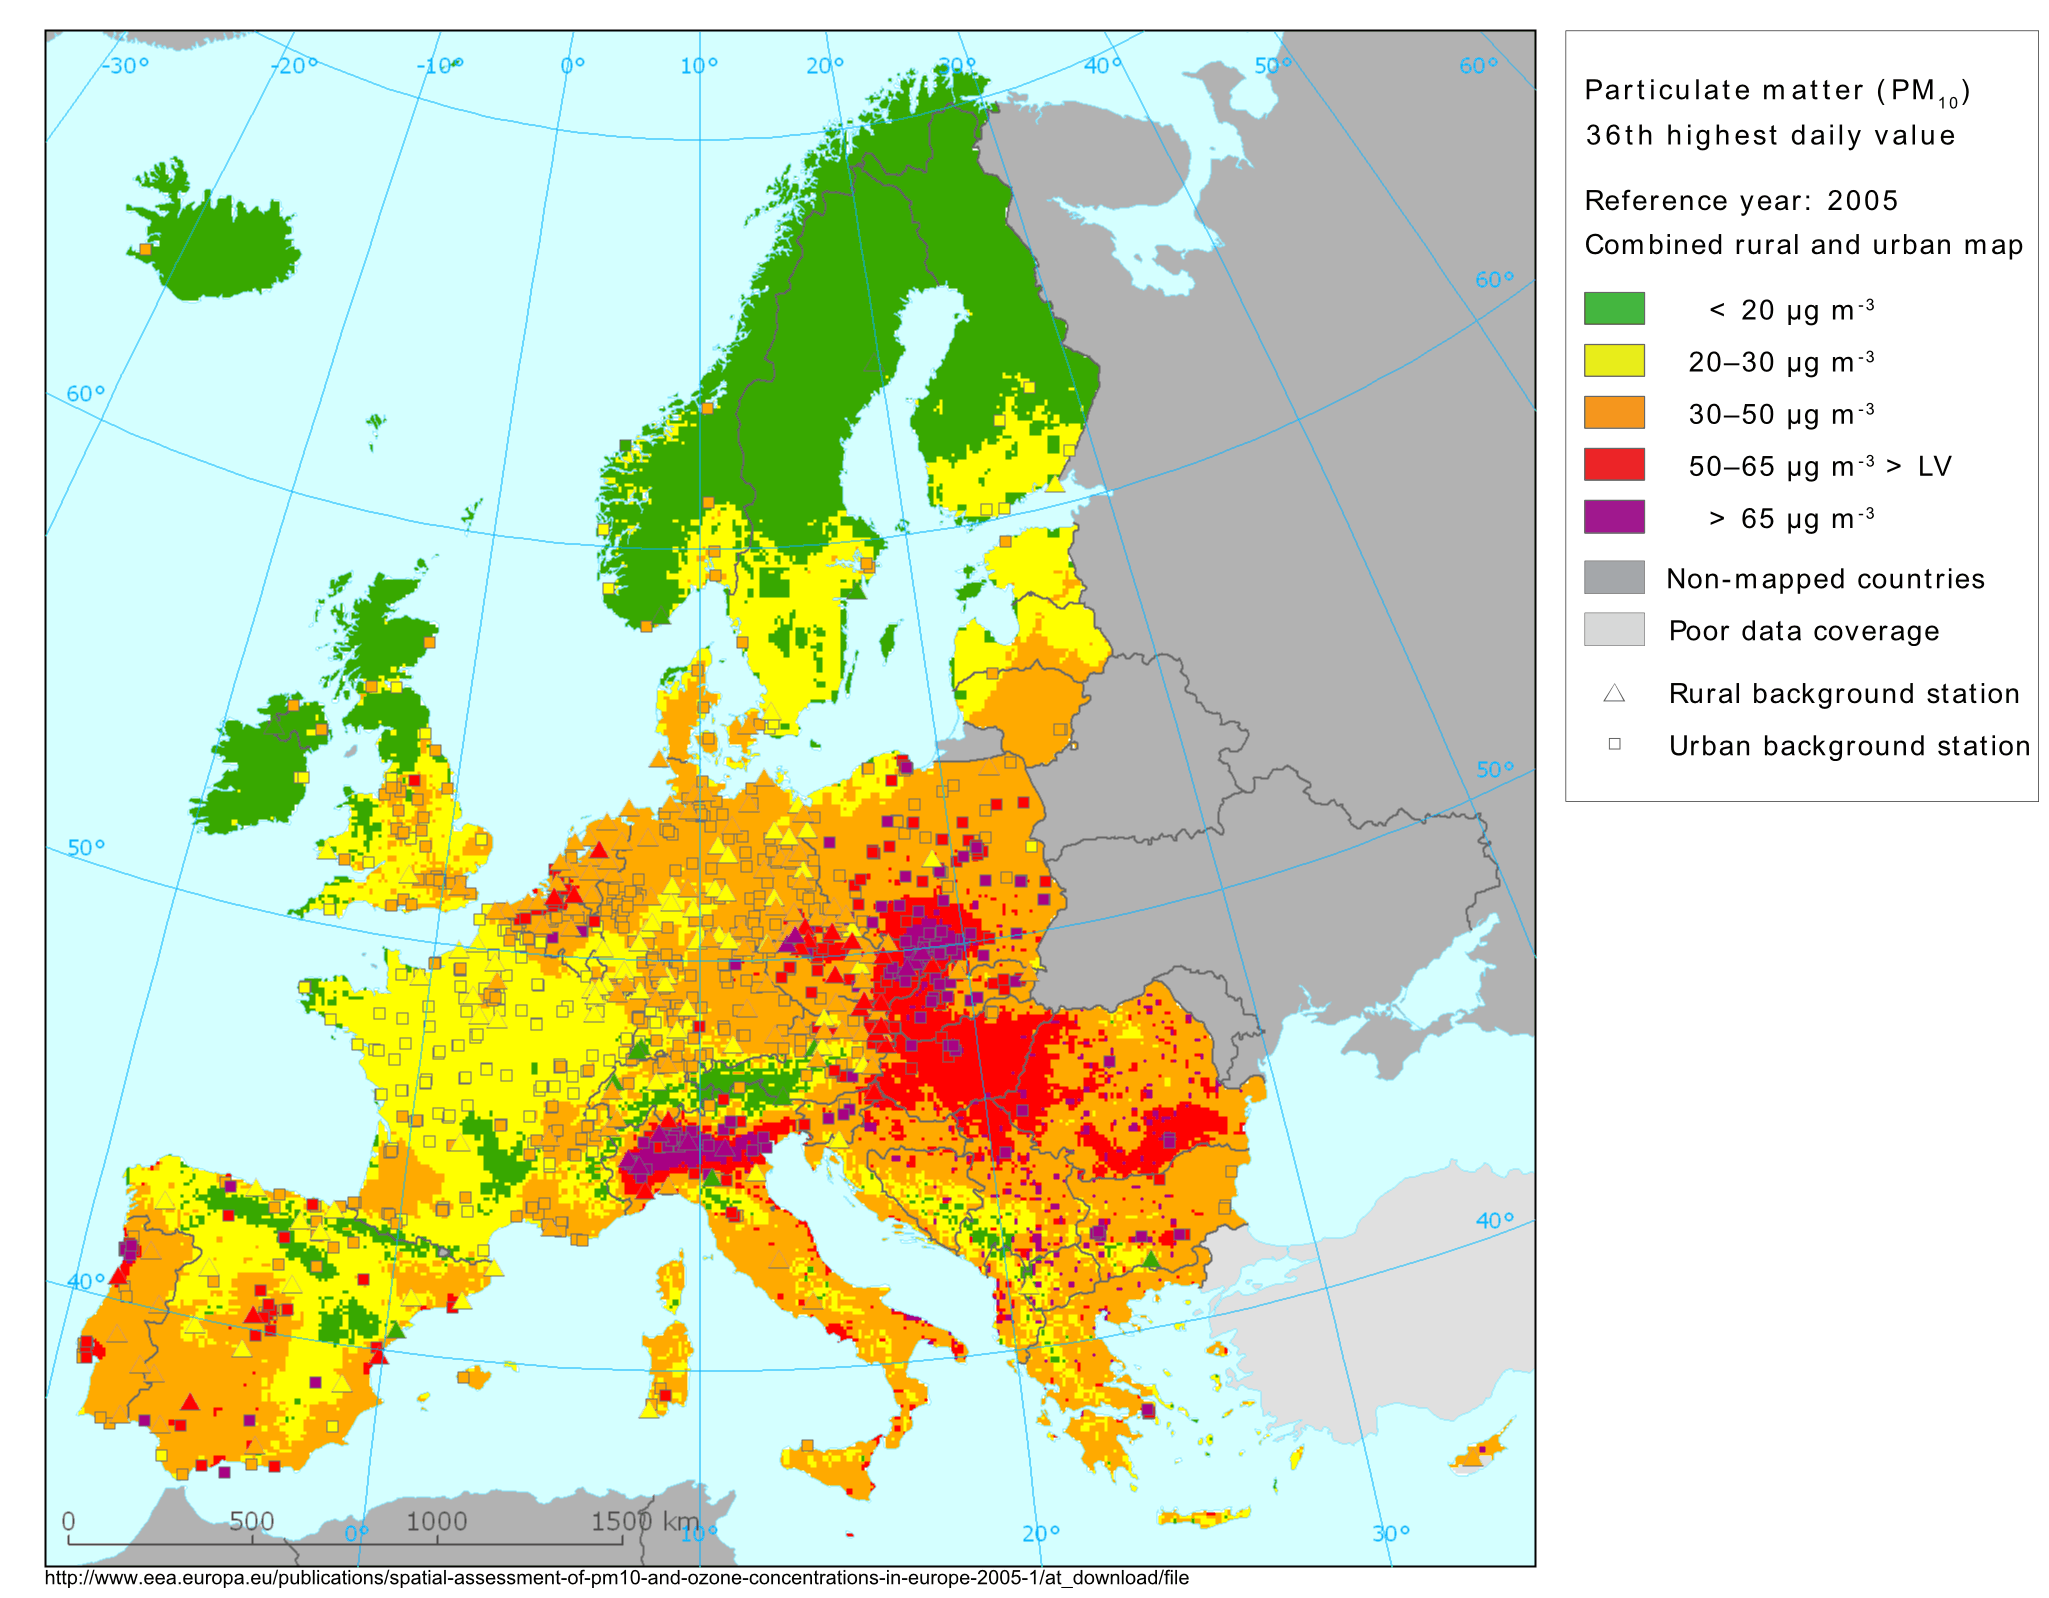 -30°
-20°
-10°
0°
10°
20°
30°
40°
50°
60°
60°
60°
50°
50°
40°
40°
0
500
1000
1500 km
0°
10°
20°
30°
http://www.eea.europa.eu/publications/spatial-assessment-of-pm10-and-ozone-concentrations-in-europe-2005-1/at_download/file
Particulate matter (PM10)
36th highest daily value
Reference year: 2005
Combined rural and urban map
< 20 µg m-3
20–30 µg m-3
30–50 µg m-3
50–65 µg m-3 > LV
> 65 µg m-3
Non-mapped countries
Poor data coverage
Rural background station
Urban background station